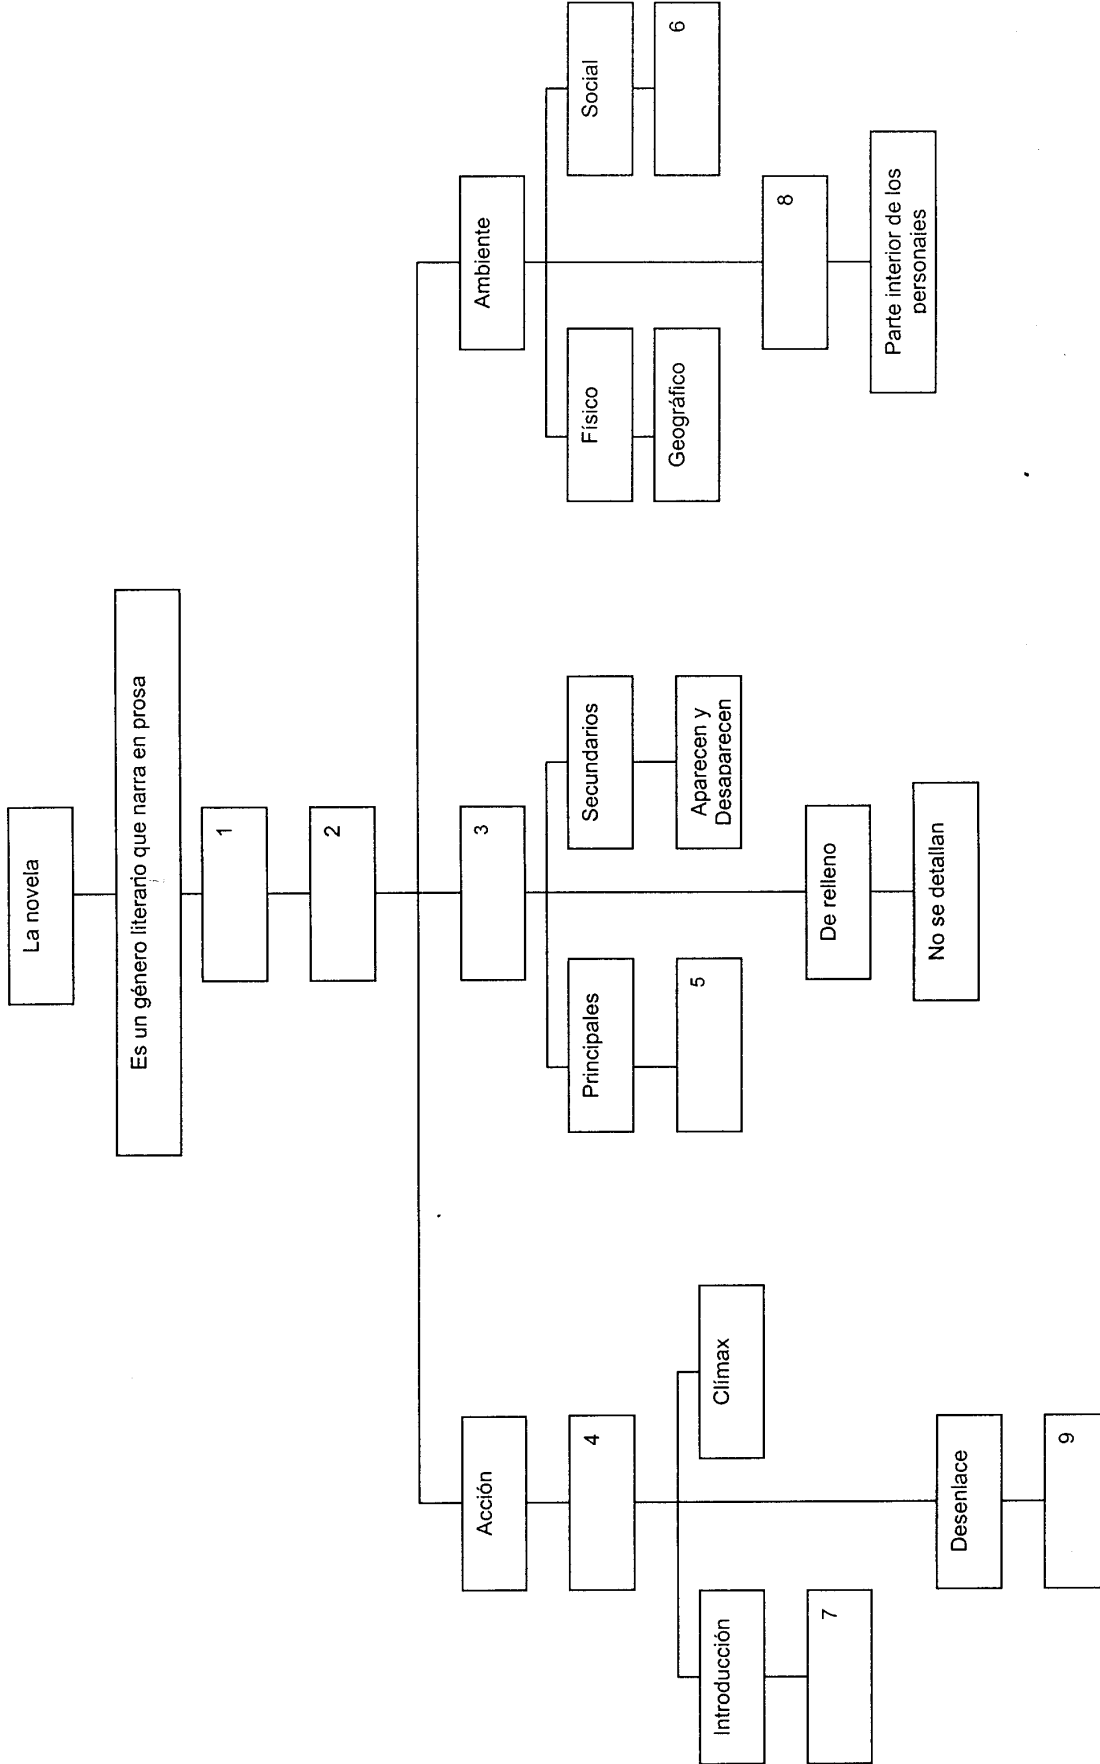 La novela
Es un género literario que narra en prosa
1
2
Acción
3
Ambiente
4
Principales
Secundarios
Físico
Social
5
Aparecen y
Desaparecen
Geográfico
6
Introducción
Clímax
7
De relleno
8
No se detallan
Parte interior de los
personajes
Desenlace
9